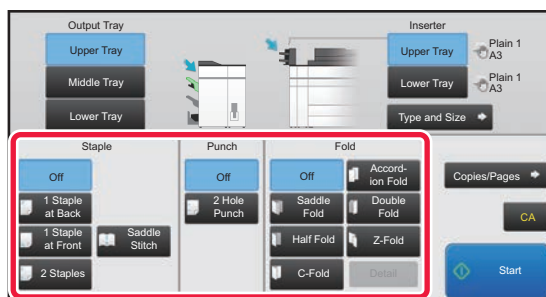 Output Tray
Inserter
Upper Tray
Upper Tray
Plain 1
A3
Middle Tray
Lower Tray
Plain 1
A3
Lower Tray
Type and Size
Staple
Punch
Fold
Off
Off
Accord-
ion Fold
Copies/Pages
1 Staple
at Back
2 Hole
Punch
Saddle
Fold
Double
Fold
1 Staple
at Front
Saddle
Stitch
Half Fold
Z-Fold
CA
2 Staples
C-Fold
Detail
Start